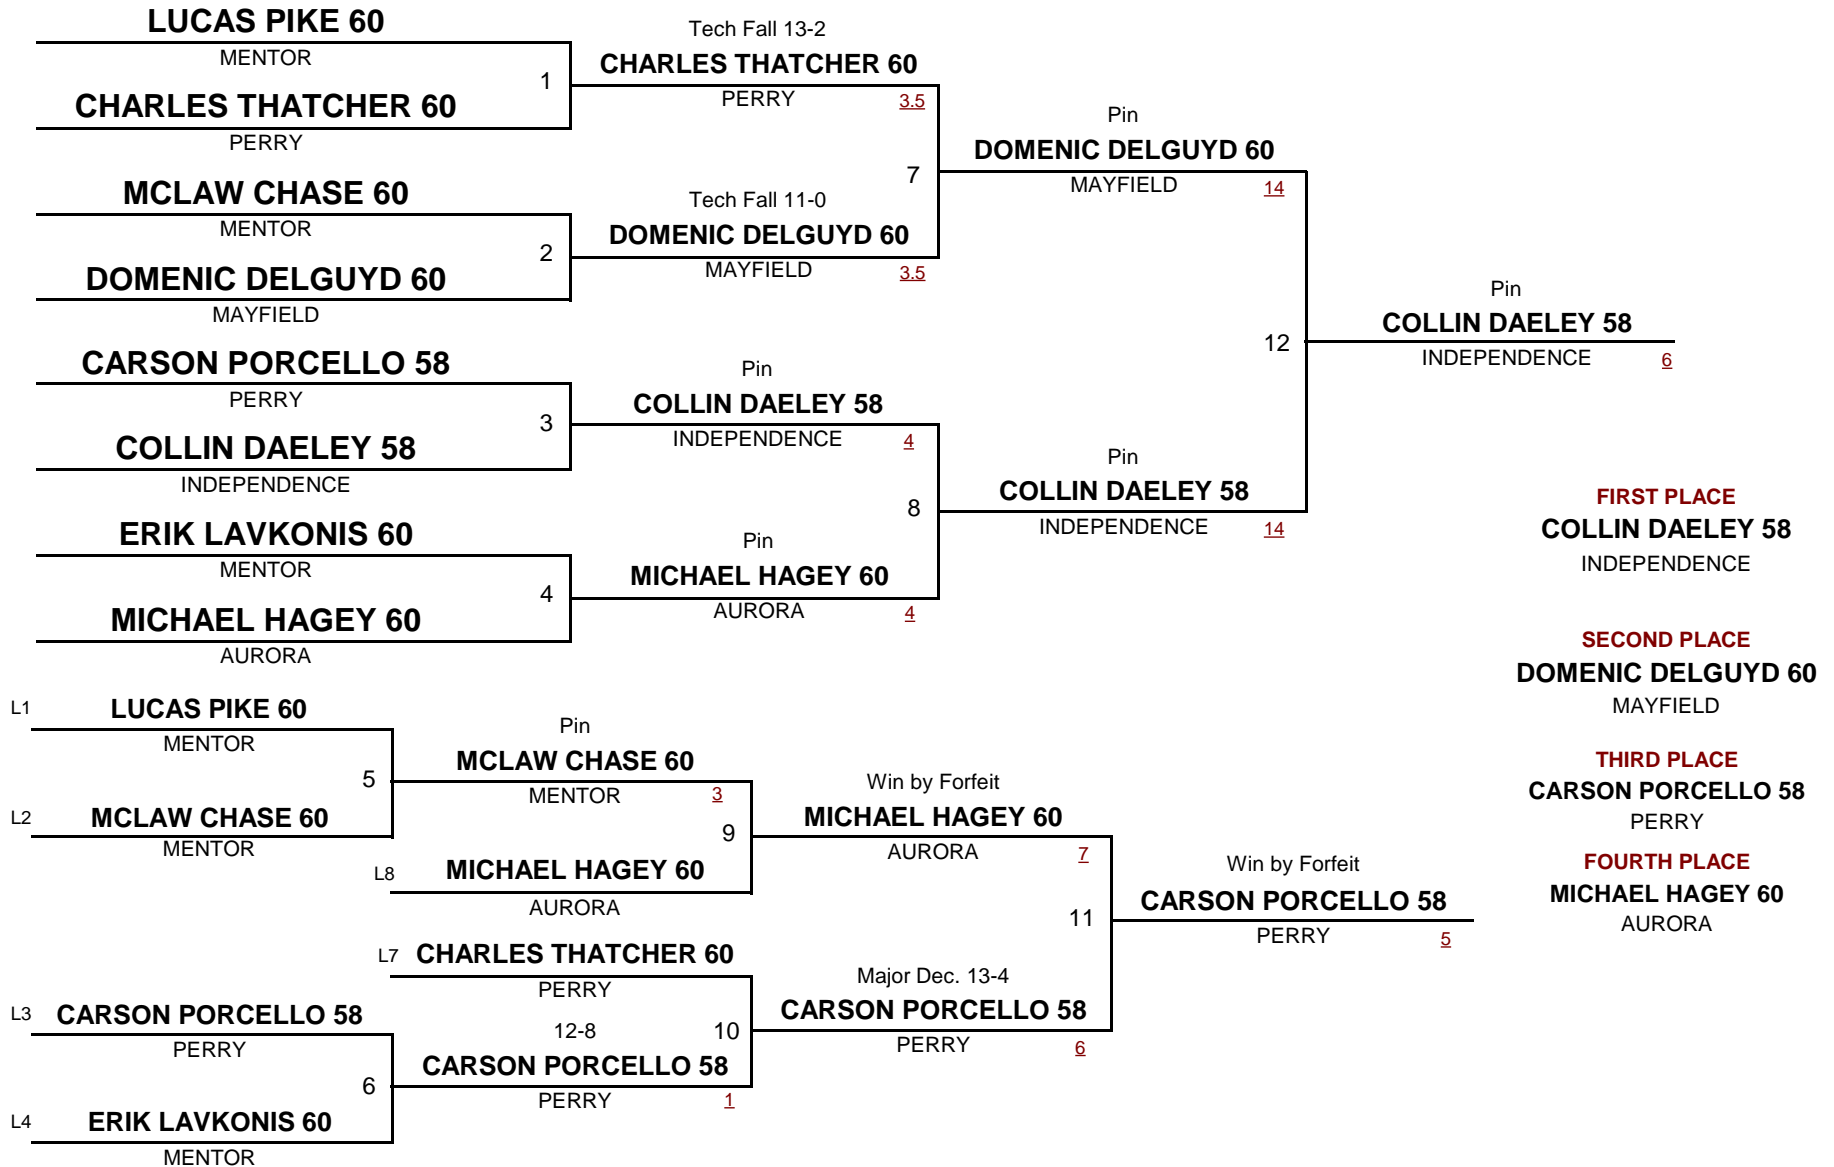 LUCAS PIKE 60
MENTOR
1
CHARLES THATCHER 60
PERRY
MCLAW CHASE 60
MENTOR
2
DOMENIC DELGUYD 60
MAYFIELD
CARSON PORCELLO 58
PERRY
3
COLLIN DAELEY 58
INDEPENDENCE
ERIK LAVKONIS 60
MENTOR
4
MICHAEL HAGEY 60
AURORA
Tech Fall 13-2
CHARLES THATCHER 60
PERRY 3.5
7
Tech Fall 11-0
DOMENIC DELGUYD 60
MAYFIELD 3.5
Pin
COLLIN DAELEY 58
INDEPENDENCE 4
8
Pin
MICHAEL HAGEY 60
AURORA 4
Pin
DOMENIC DELGUYD 60
MAYFIELD 14
12
Pin
COLLIN DAELEY 58
INDEPENDENCE 14
Pin
COLLIN DAELEY 58
INDEPENDENCE 6
FIRST PLACE
COLLIN DAELEY 58
INDEPENDENCE
SECOND PLACE
DOMENIC DELGUYD 60
MAYFIELD
THIRD PLACE
CARSON PORCELLO 58
PERRY
FOURTH PLACE
MICHAEL HAGEY 60
AURORA
L1 LUCAS PIKE 60
MENTOR
5
L2 MCLAW CHASE 60
MENTOR
L3 CARSON PORCELLO 58
PERRY
6
L4 ERIK LAVKONIS 60
MENTOR
Pin
MCLAW CHASE 60
MENTOR 3
9
L8 MICHAEL HAGEY 60
AURORA
L7 CHARLES THATCHER 60
PERRY
12-8 10
CARSON PORCELLO 58
PERRY 1
Win by Forfeit
MICHAEL HAGEY 60
AURORA 7
11
Major Dec. 13-4
CARSON PORCELLO 58
PERRY 6
Win by Forfeit
CARSON PORCELLO 58
PERRY 5